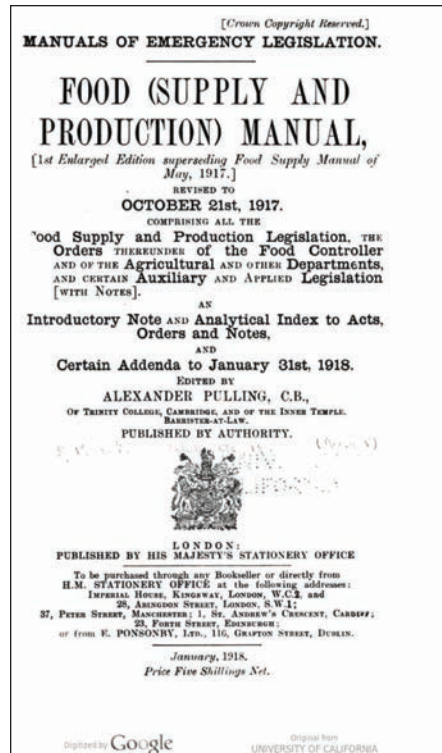 [Crown Copyright Reserved.]
MANUALS OF EMERGENCY LEGISLATION.
FOOD (SUPPLY AND
PRODUCTION) MANUAL,
[1st Enlarged Edition superseding Food Supply Manual of
May, 1917.]
REVISED TO
OCTOBER 21st, 1917.
COMPRISING ALL THE
ood Supply and Production Legislation, THE
Orders THEREUNDER of the Food Controller
AND OF THE Agricultural AND OTHER Departments,
AND CERTAIN Auxiliary AND APPLIED Legislation
[WITH NOTES].
AN
Introductory Note AND Analytical Index to Acts,
Orders and Notes,
AND
Certain Addenda to January 31st, 1918.
EDITED BY
ALEXANDER PULLING, C.B.,
OF TRINITY COLLEGE, CAMBRIDGE, AND OF THE INNER TEMPLE.
BARRISTER-AT-LAW.
PUBLISHED BY AUTHORITY.
LONDON:
PUBLISHED BY HIS MAJESTY'S STATIONERY OFFICE
To be purchased through any Bookseller or directly from
H.M. STATIONERY OFFICE at the following addresses:
IMPERIAL HOUSE, KINGSWAY, LONDON, W.C.2, and
28, ABINGDON STREET, LONDON, S.W.1;
37, PETER STREET, MANCHESTER; 1, ST. ANDREW'S CRESCENT, CARDIFF;
23, FORTH STREET, EDINBURGH;
or from E. PONSONBY, LTD., 116, GRAFTON STREET, DUBLIN.
January, 1918.
Price Five Shillings Net.
Digitized by Google
Original from
UNIVERSITY OF CALIFORNIA